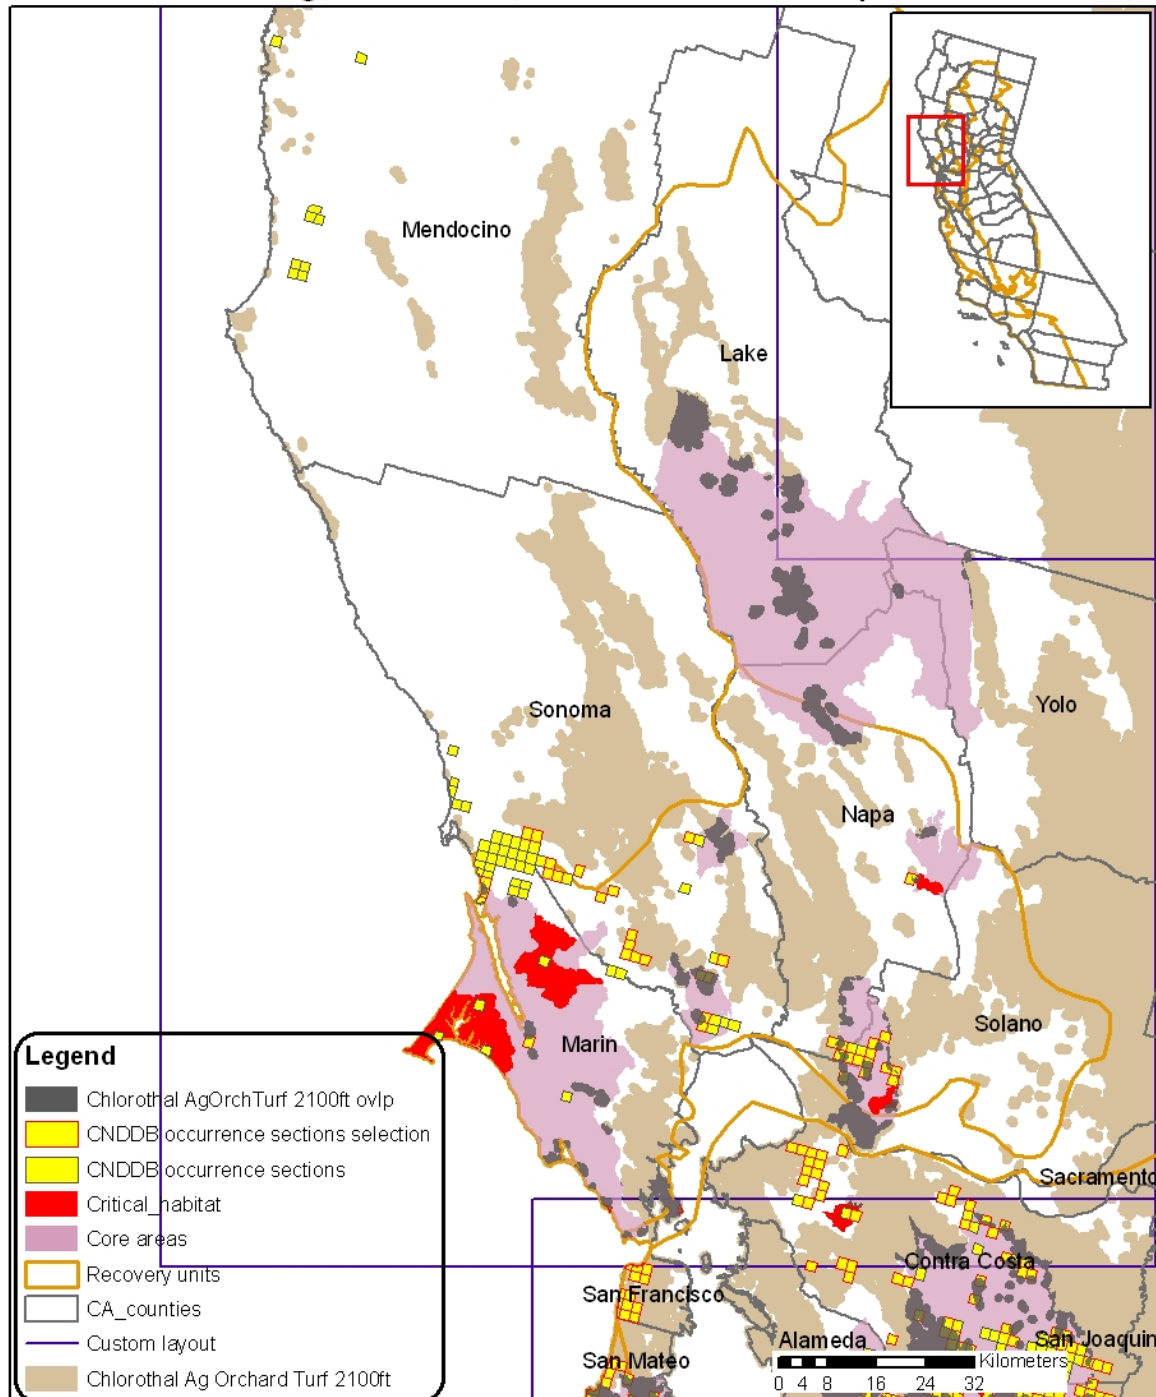 Mendocino
Lake
Sonoma
Yolo
Napa
Solano
Marin
Sacramento
Contra Costa
San Francisco
Alameda
San Joaquin
San Mateo
Legend
Chlorothal AgOrchTurf 2100ft ovlp
CNDDB occurrence sections selection
CNDDB occurrence sections
Critical_habitat
Core areas
Recovery units
CA_counties
Custom layout
Chlorothal Ag Orchard Turf 2100ft
Kilometers
0 4 8 16 24 32